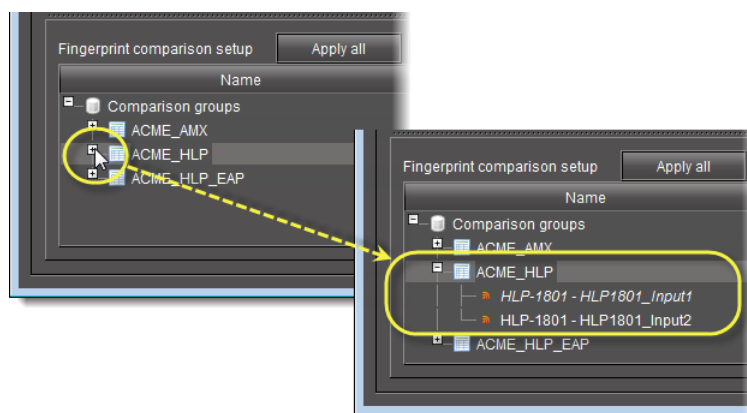 Fingerprint comparison setup
Apply all
Name
Comparison groups
ACME_AMX
ACME_HLP
ACME_HLP_EAP
Fingerprint comparison setup
Apply all
Name
Comparison groups
ACME_AMX
ACME_HLP
HLP-1801 - HLP1801_Input1
HLP-1801 - HLP1801_Input2
ACME_HLP_EAP